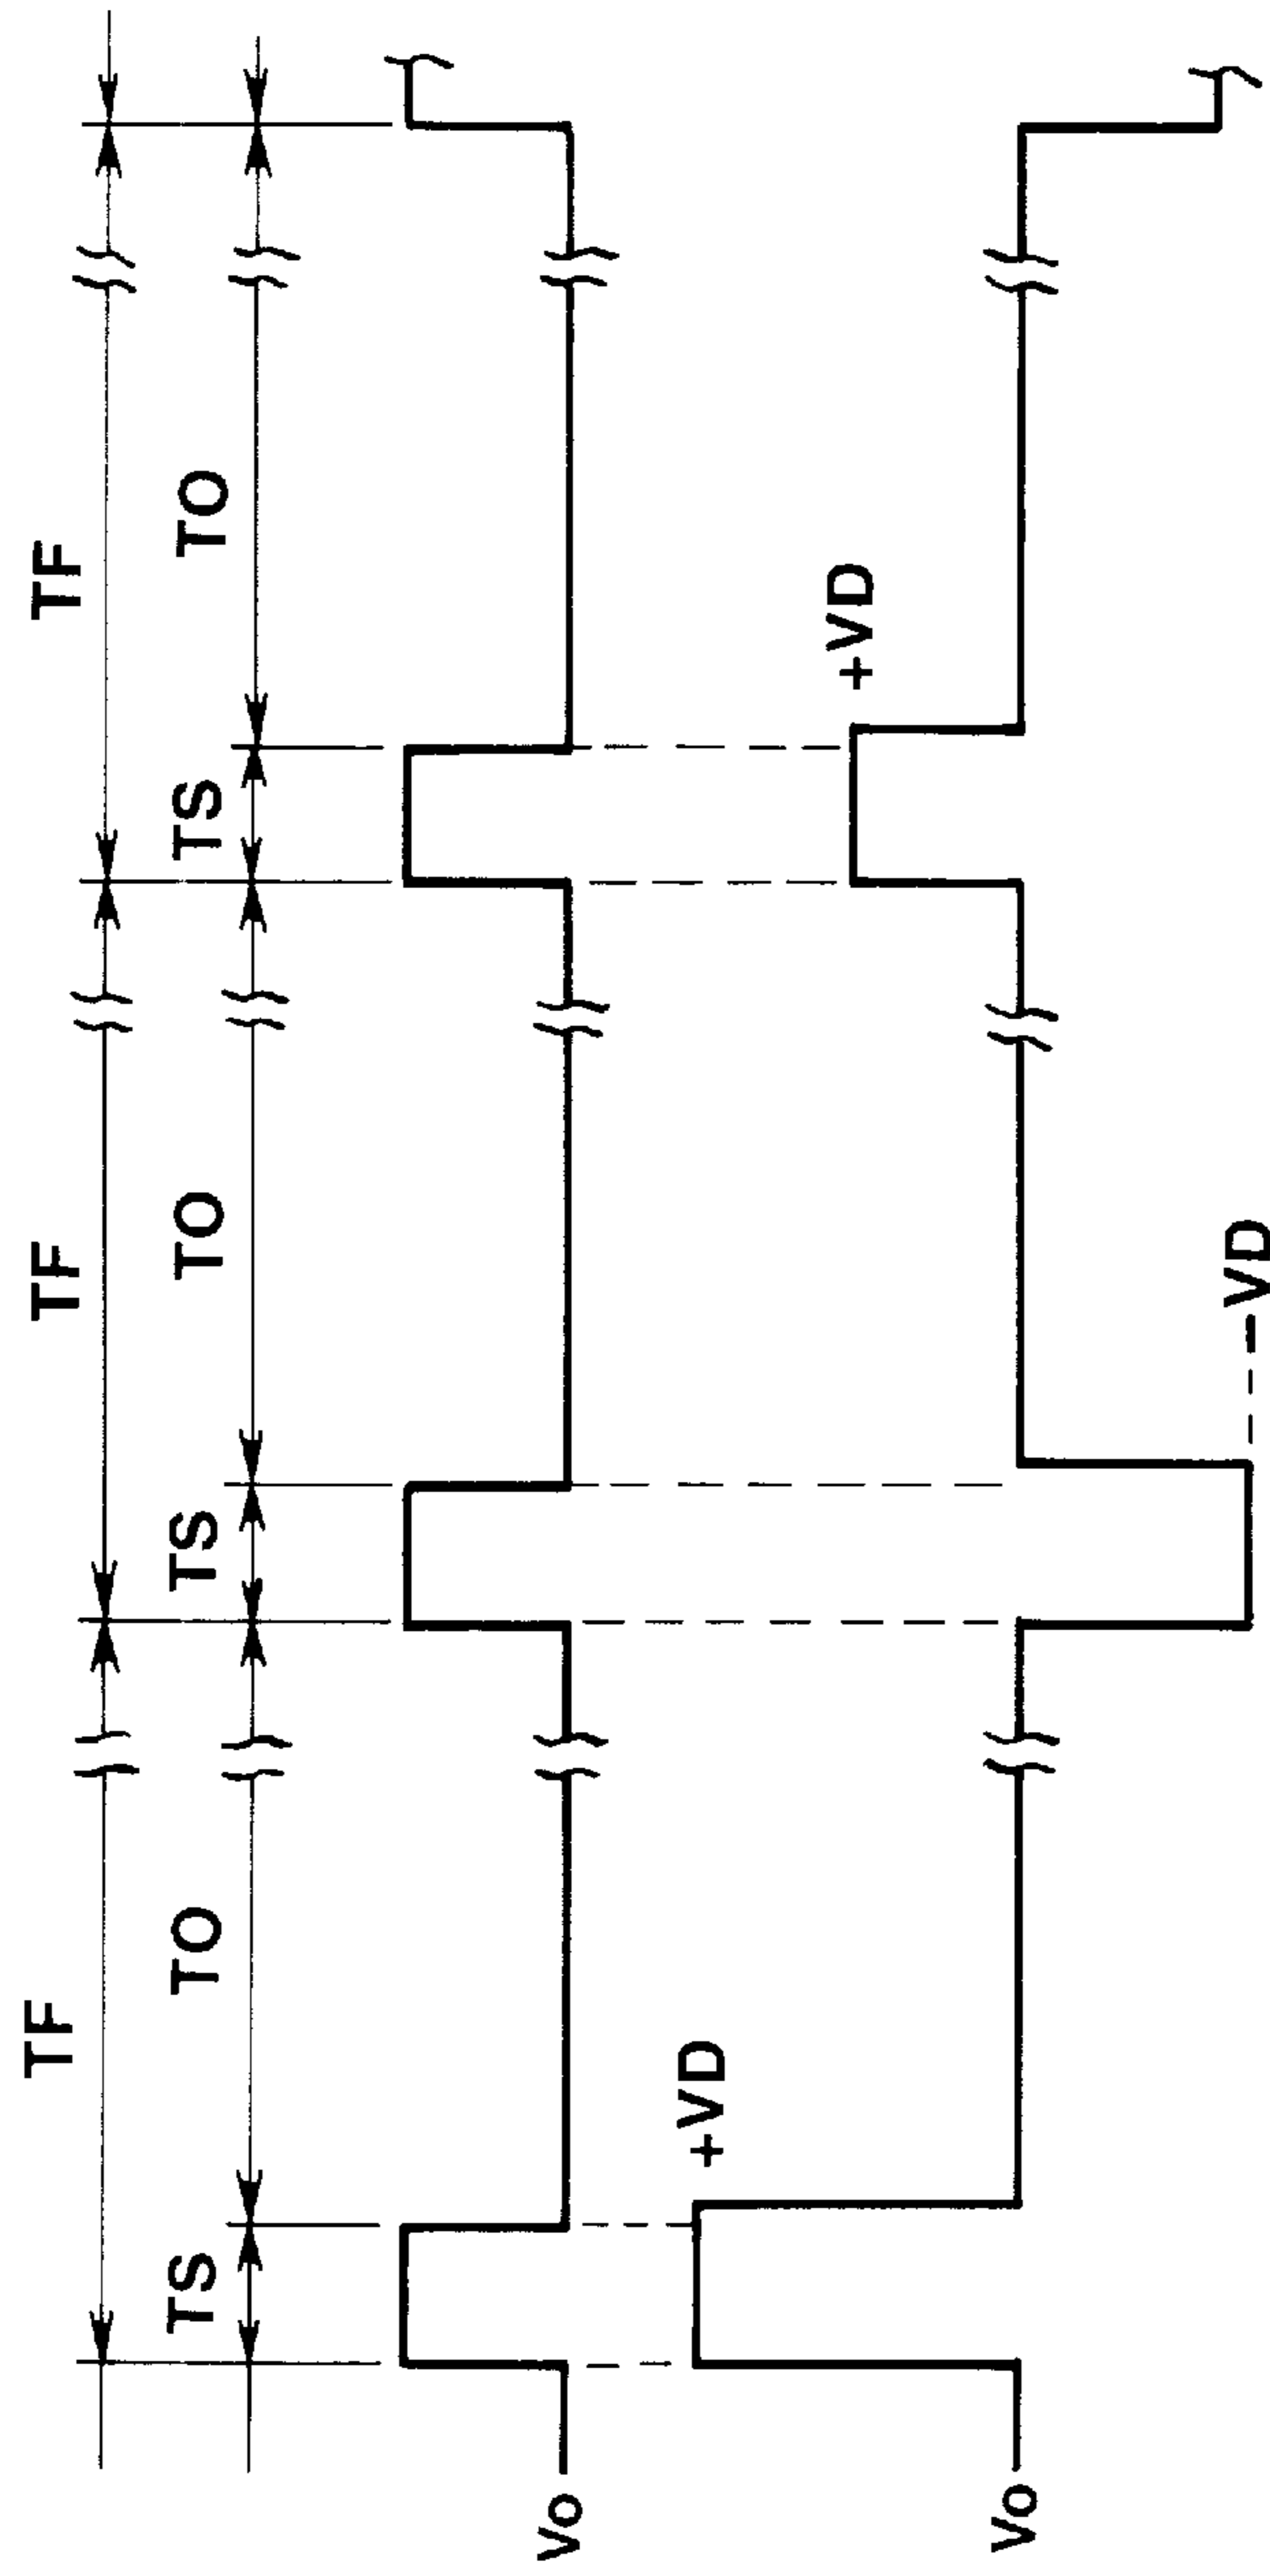 TF TF TF
TS TO TS TO TS TO
Vo
+VD +VD
Vo
–VD